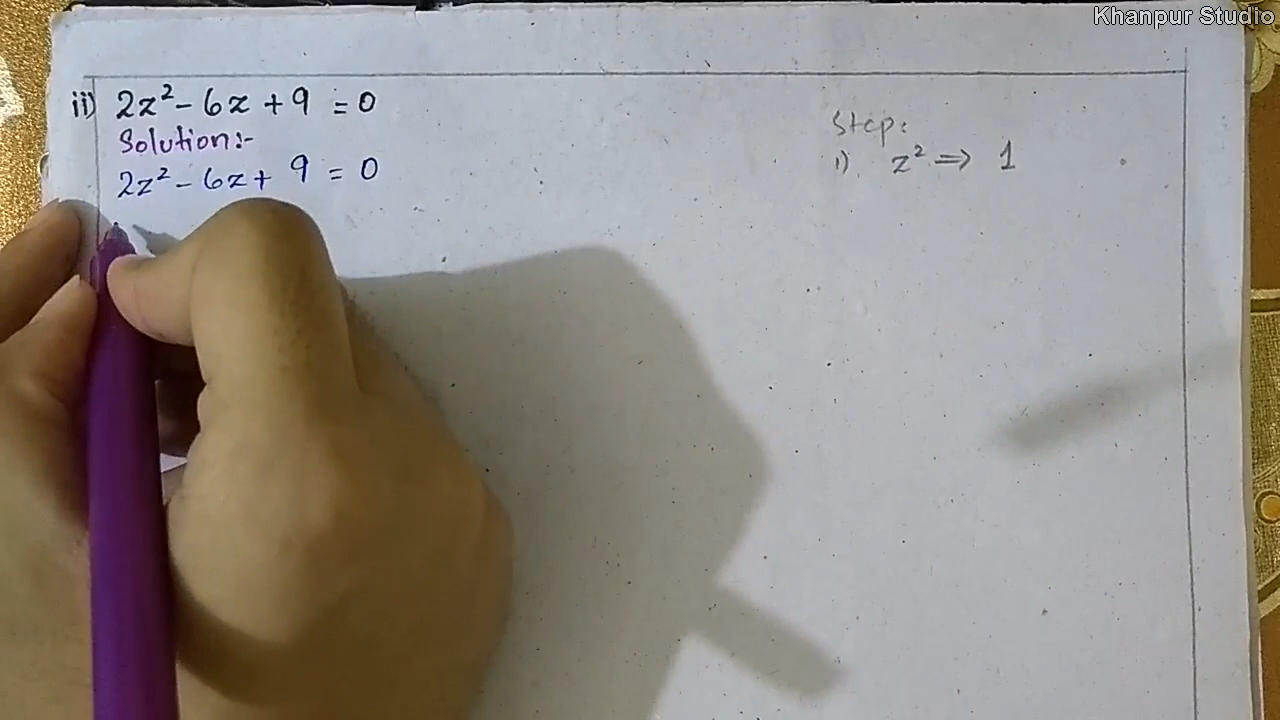 Khanpur Studio
ii) 2z² - 6z + 9 = 0
Solution:-
2z² - 6z + 9 = 0
Step:
1) z² ⇒ 1